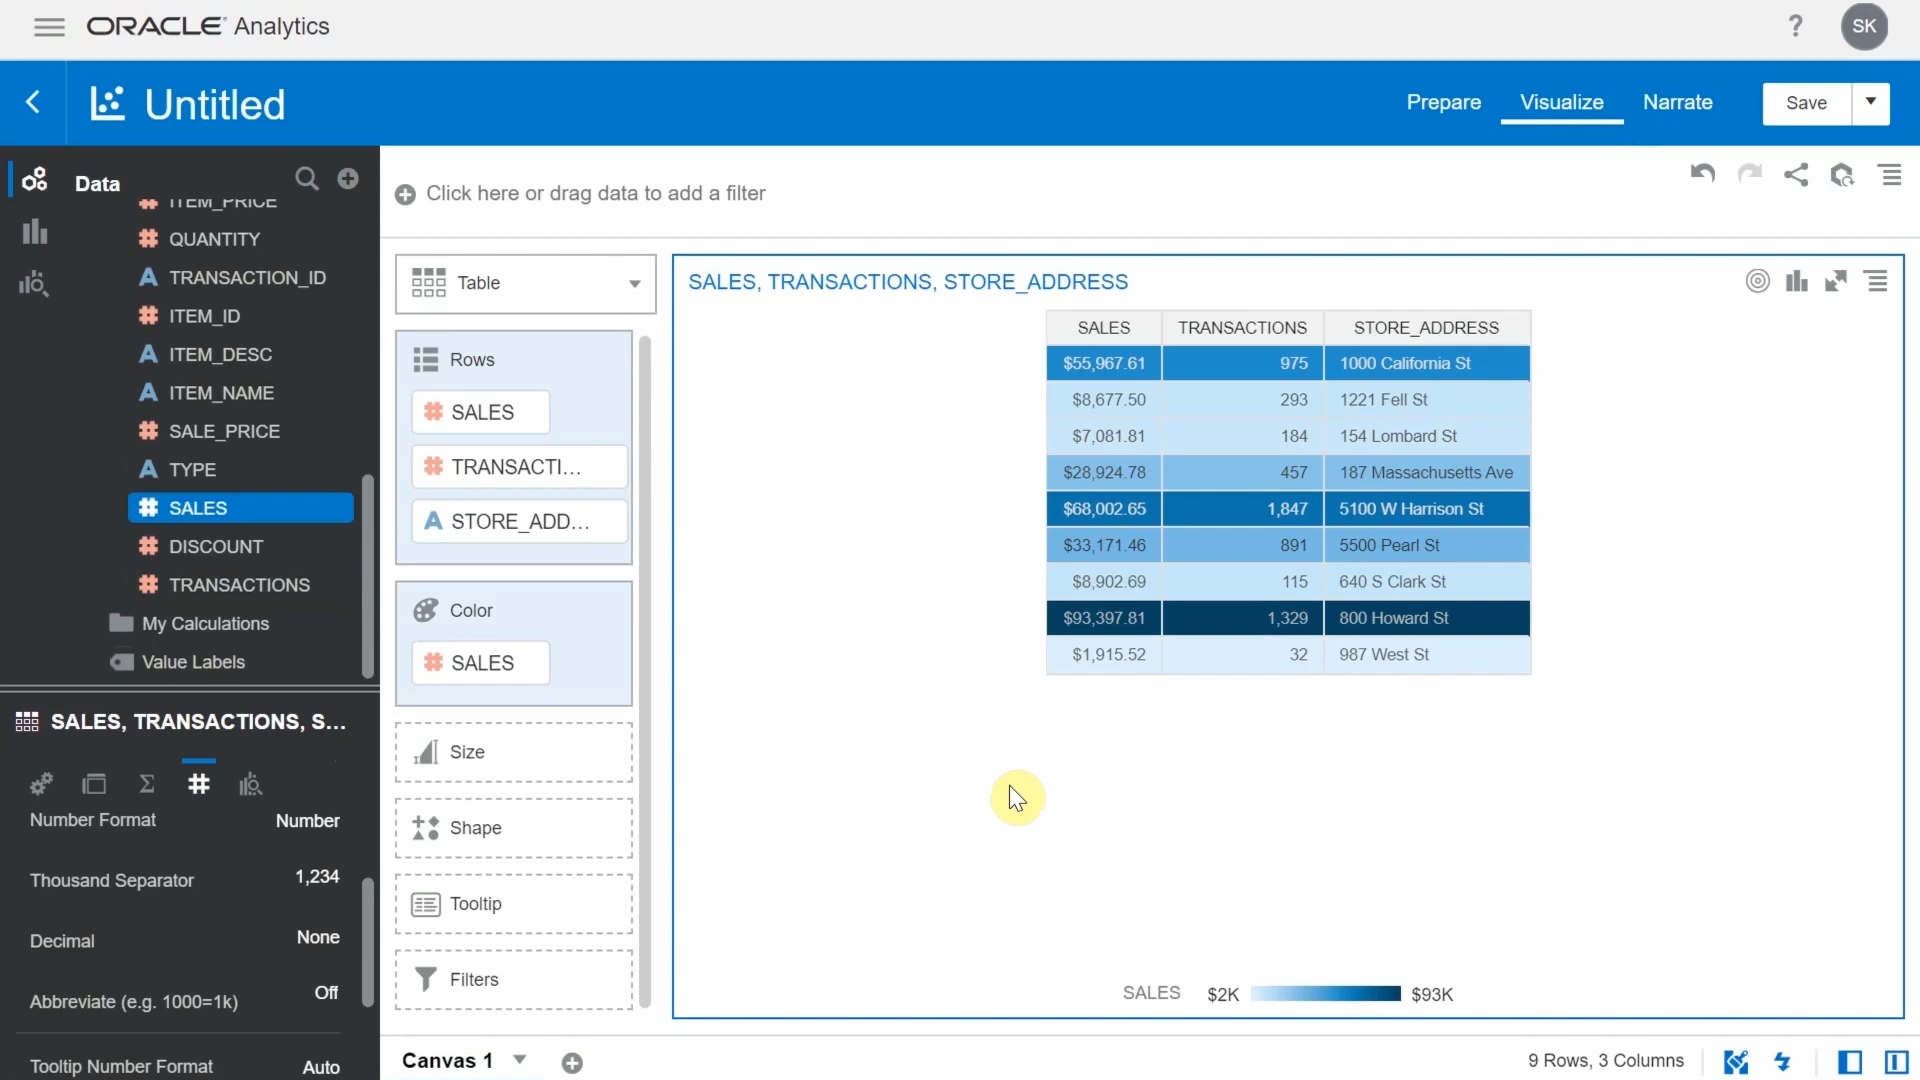 ORACLE Analytics
?
SK
Untitled
Prepare
Visualize
Narrate
Save
Data
ITEM_PRICE
QUANTITY
TRANSACTION_ID
ITEM_ID
ITEM_DESC
ITEM_NAME
SALE_PRICE
TYPE
SALES
DISCOUNT
TRANSACTIONS
My Calculations
Value Labels
SALES, TRANSACTIONS, S...
Number Format Number
Thousand Separator 1,234
Decimal None
Abbreviate (e.g. 1000=1k) Off
Tooltip Number Format Auto
Click here or drag data to add a filter
Table
Rows
SALES
TRANSACTI...
A STORE_ADD...
Color
SALES
Size
Shape
Tooltip
Filters
SALES, TRANSACTIONS, STORE_ADDRESS
SALES TRANSACTIONS STORE_ADDRESS
$55,967.61 975 1000 California St
$8,677.50 293 1221 Fell St
$7,081.81 184 154 Lombard St
$28,924.78 457 187 Massachusetts Ave
$68,002.65 1,847 5100 W Harrison St
$33,171.46 891 5500 Pearl St
$8,902.69 115 640 S Clark St
$93,397.81 1,329 800 Howard St
$1,915.52 32 987 West St
SALES $2K $93K
Canvas 1
9 Rows, 3 Columns